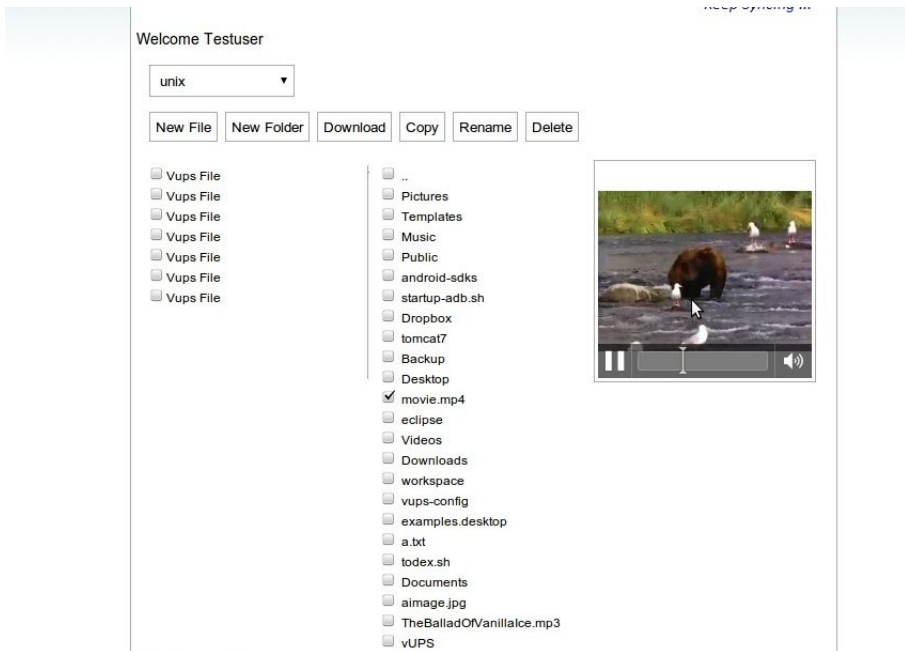 Keep Syncing ...
Welcome Testuser
unix
New File New Folder Download Copy Rename Delete
Vups File
Vups File
Vups File
Vups File
Vups File
Vups File
Vups File
..
Pictures
Templates
Music
Public
android-sdks
startup-adb.sh
Dropbox
tomcat7
Backup
Desktop
movie.mp4
eclipse
Videos
Downloads
workspace
vups-config
examples.desktop
a.txt
todex.sh
Documents
aimage.jpg
TheBalladOfVanillaIce.mp3
vUPS